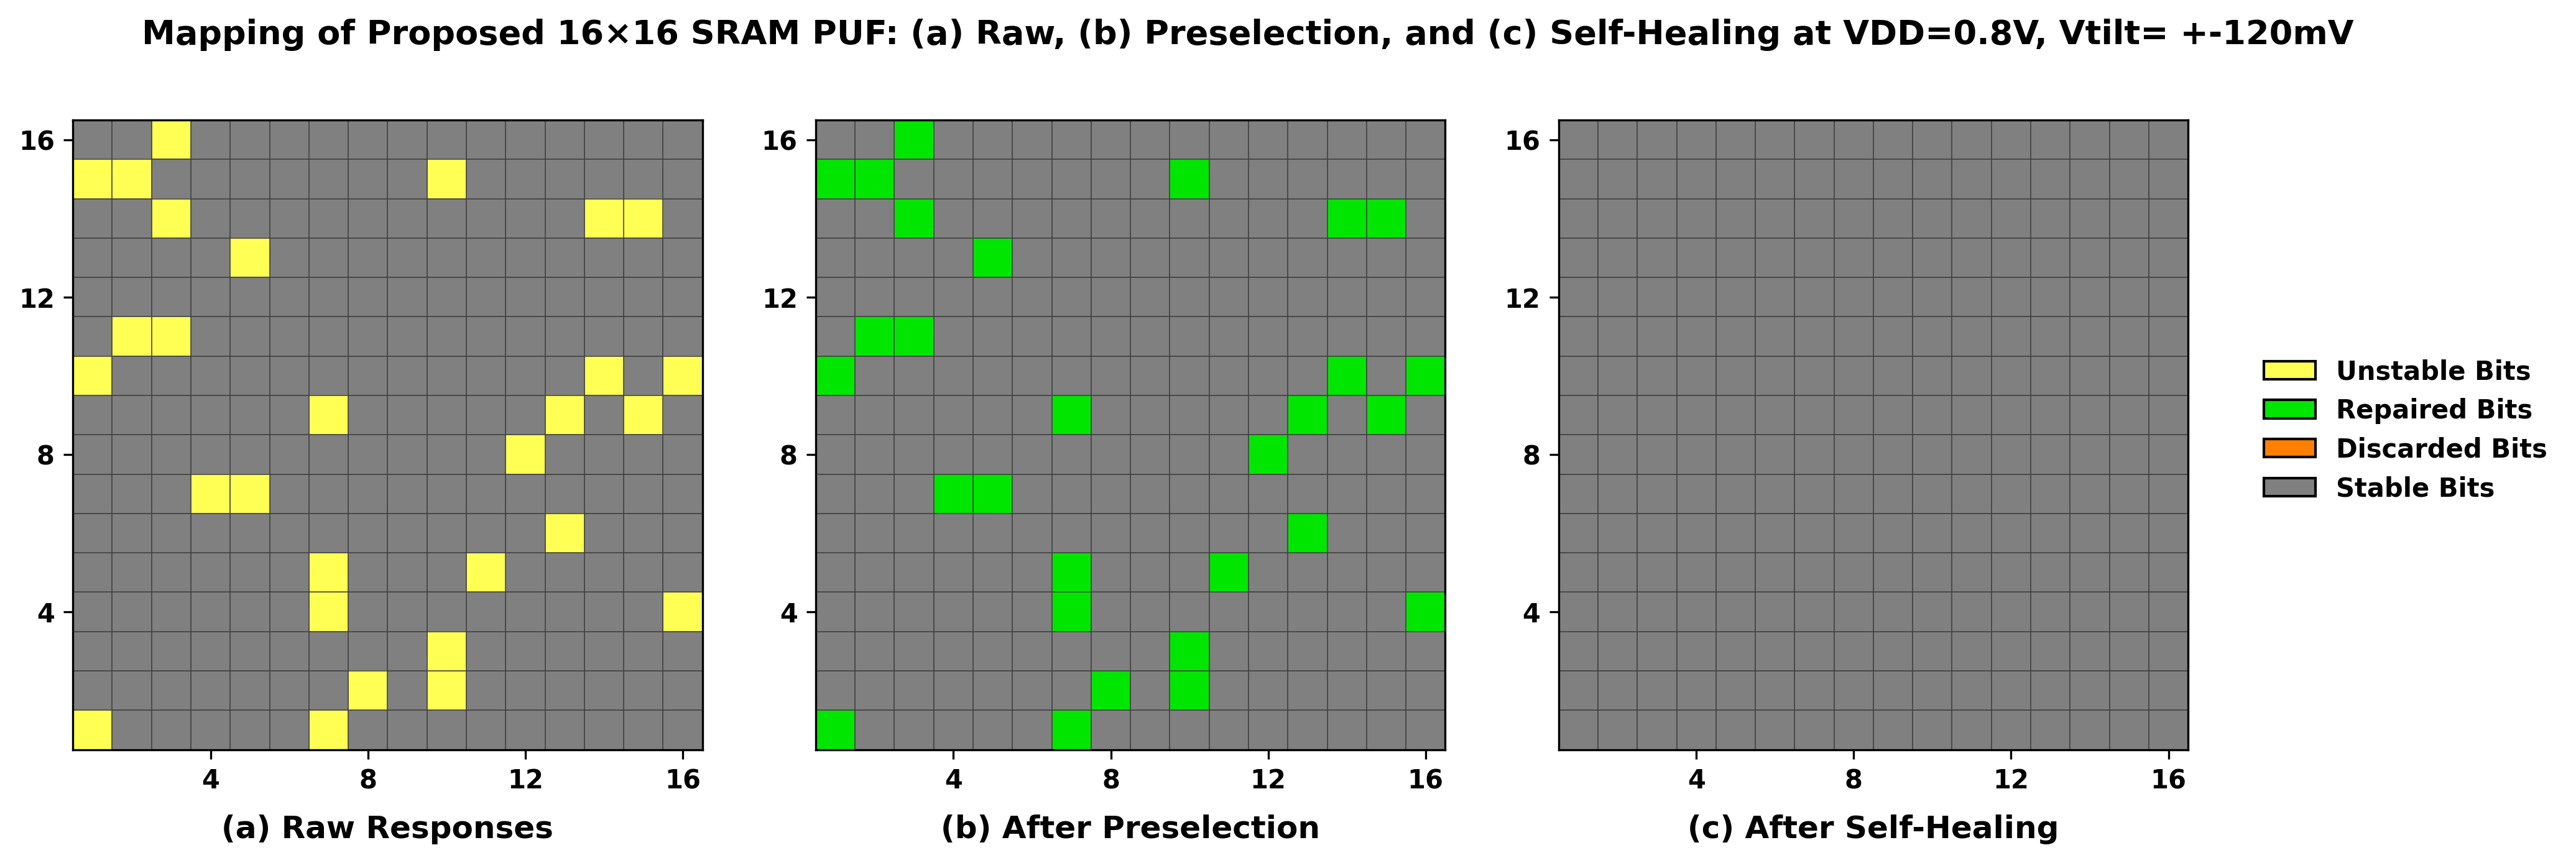 Mapping of Proposed 16×16 SRAM PUF: (a) Raw, (b) Preselection, and (c) Self-Healing at VDD=0.8V, Vtilt= +-120mV
16
12
8
4
4 8 12 16
(a) Raw Responses
16
12
8
4
4 8 12 16
(b) After Preselection
16
12
8
4
4 8 12 16
(c) After Self-Healing
Unstable Bits
Repaired Bits
Discarded Bits
Stable Bits